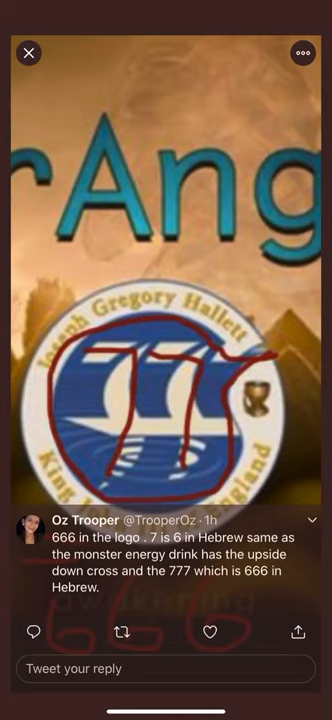 rAng
Joseph Gregory Hallett
777
Oz Trooper @TrooperOz · 1h
666 in the logo . 7 is 6 in Hebrew same as
the monster energy drink has the upside
down cross and the 777 which is 666 in
Hebrew.
666
Tweet your reply